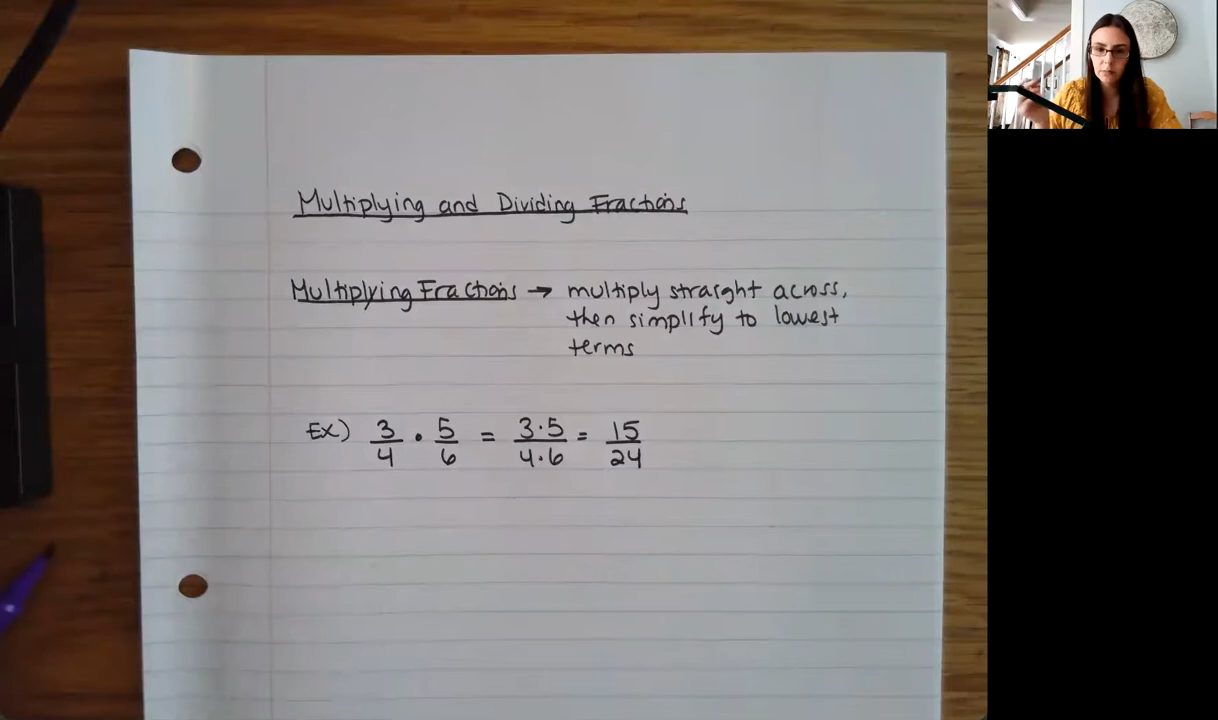 Multiplying and Dividing Fractions
Multiplying Fractions → multiply straight across,
then simplify to lowest
terms
Ex) 3/4 · 5/6 = 3·5/4·6 = 15/24